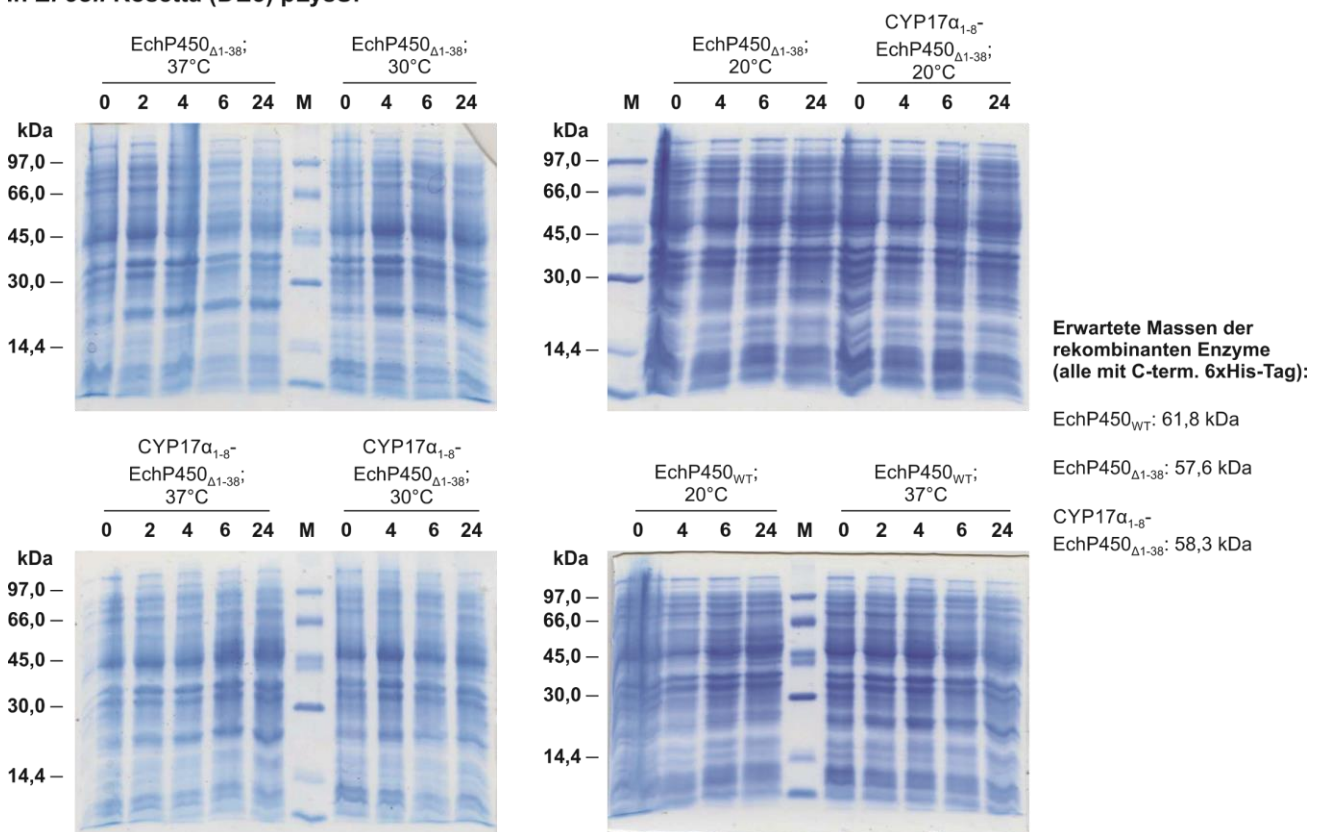 in E. coli Rosetta (DE3) pLysS:
EchP450Δ1-38;
37°C
EchP450Δ1-38;
30°C
0 2 4 6 24 M 0 4 6 24
kDa
97,0
66,0
45,0
30,0
14,4
EchP450Δ1-38;
20°C
CYP17α1-8-
EchP450Δ1-38;
20°C
M 0 4 6 24 0 4 6 24
kDa
97,0
66,0
45,0
30,0
14,4
CYP17α1-8-
EchP450Δ1-38;
37°C
CYP17α1-8-
EchP450Δ1-38;
30°C
0 2 4 6 24 M 0 4 6 24
kDa
97,0
66,0
45,0
30,0
14,4
EchP450WT;
20°C
EchP450WT;
37°C
0 4 6 24 M 0 2 4 6 24
kDa
97,0
66,0
45,0
30,0
14,4
Erwartete Massen der
rekombinanten Enzyme
(alle mit C-term. 6xHis-Tag):
EchP450WT: 61,8 kDa
EchP450Δ1-38: 57,6 kDa
CYP17α1-8-
EchP450Δ1-38: 58,3 kDa